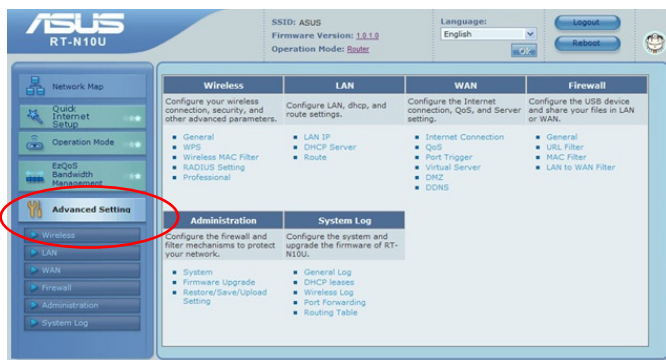 ASUS
RT-N10U
SSID: ASUS
Firmware Version: 1.0.1.0
Operation Mode: Router
Language:
English
Logout
Reboot
Network Map
Quick
Internet
Setup
Operation Mode
EzQoS
Bandwidth
Management
Advanced Setting
Wireless
LAN
WAN
Firewall
Administration
System Log
Wireless
Configure your wireless
connection, security, and
other advanced parameters.
General
WPS
Wireless MAC Filter
RADIUS Setting
Professional
LAN
Configure LAN, dhcp, and
route settings.
LAN IP
DHCP Server
Route
WAN
Configure the Internet
connection, QoS, and Server
setting.
Internet Connection
QoS
Port Trigger
Virtual Server
DMZ
DDNS
Firewall
Configure the USB device
and share your files in LAN
or WAN.
General
URL Filter
MAC Filter
LAN to WAN Filter
Administration
Configure the firewall and
filter mechanisms to protect
your network.
System
Firmware Upgrade
Restore/Save/Upload
Setting
System Log
Configure the system and
upgrade the firmware of RT-
N10U.
General Log
DHCP leases
Wireless Log
Port Forwarding
Routing Table